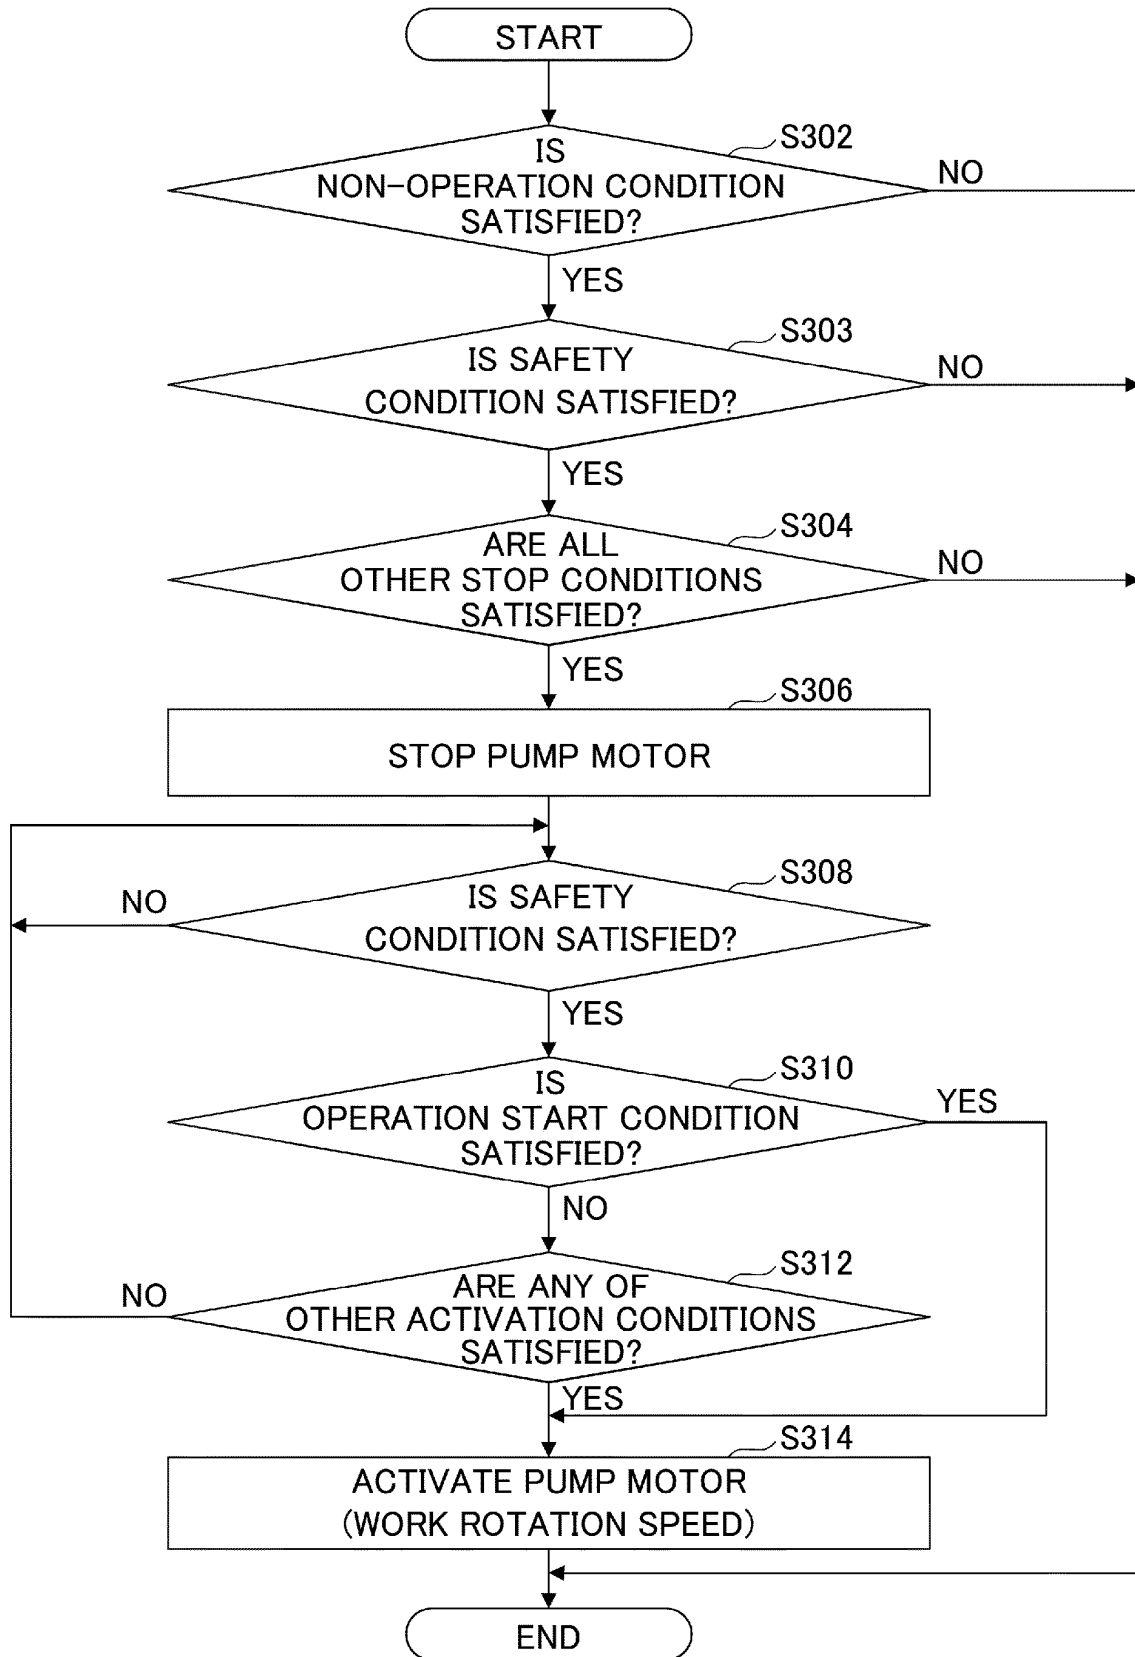 START
S302
IS
NON-OPERATION CONDITION
SATISFIED?
NO
YES
S303
IS SAFETY
CONDITION SATISFIED?
NO
YES
S304
ARE ALL
OTHER STOP CONDITIONS
SATISFIED?
NO
YES
S306
STOP PUMP MOTOR
S308
IS SAFETY
CONDITION SATISFIED?
NO
YES
S310
IS
OPERATION START CONDITION
SATISFIED?
YES
NO
S312
ARE ANY OF
OTHER ACTIVATION CONDITIONS
SATISFIED?
NO
YES
S314
ACTIVATE PUMP MOTOR
(WORK ROTATION SPEED)
END